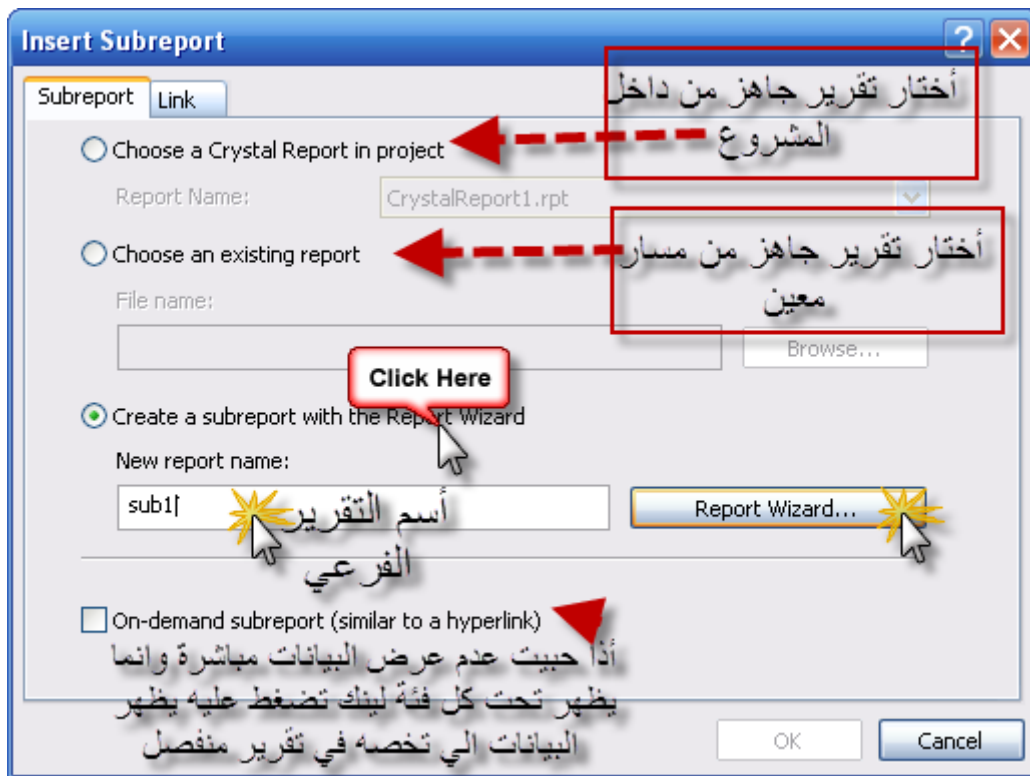 Insert Subreport
Subreport
Link
أختار تقرير جاهز من داخل
المشروع
Choose a Crystal Report in project
Report Name:
CrystalReport1.rpt
أختار تقرير جاهز من مسار
معين
Choose an existing report
File name:
Browse...
Click Here
Create a subreport with the Report Wizard
New report name:
sub1
أسم التقرير
الفرعي
Report Wizard...
On-demand subreport (similar to a hyperlink)
أذا حبيت عدم عرض البيانات مباشرة وانما
يظهر تحت كل فئة لينك تضغط عليه يظهر
البيانات الي تخصه في تقرير منفصل
OK
Cancel